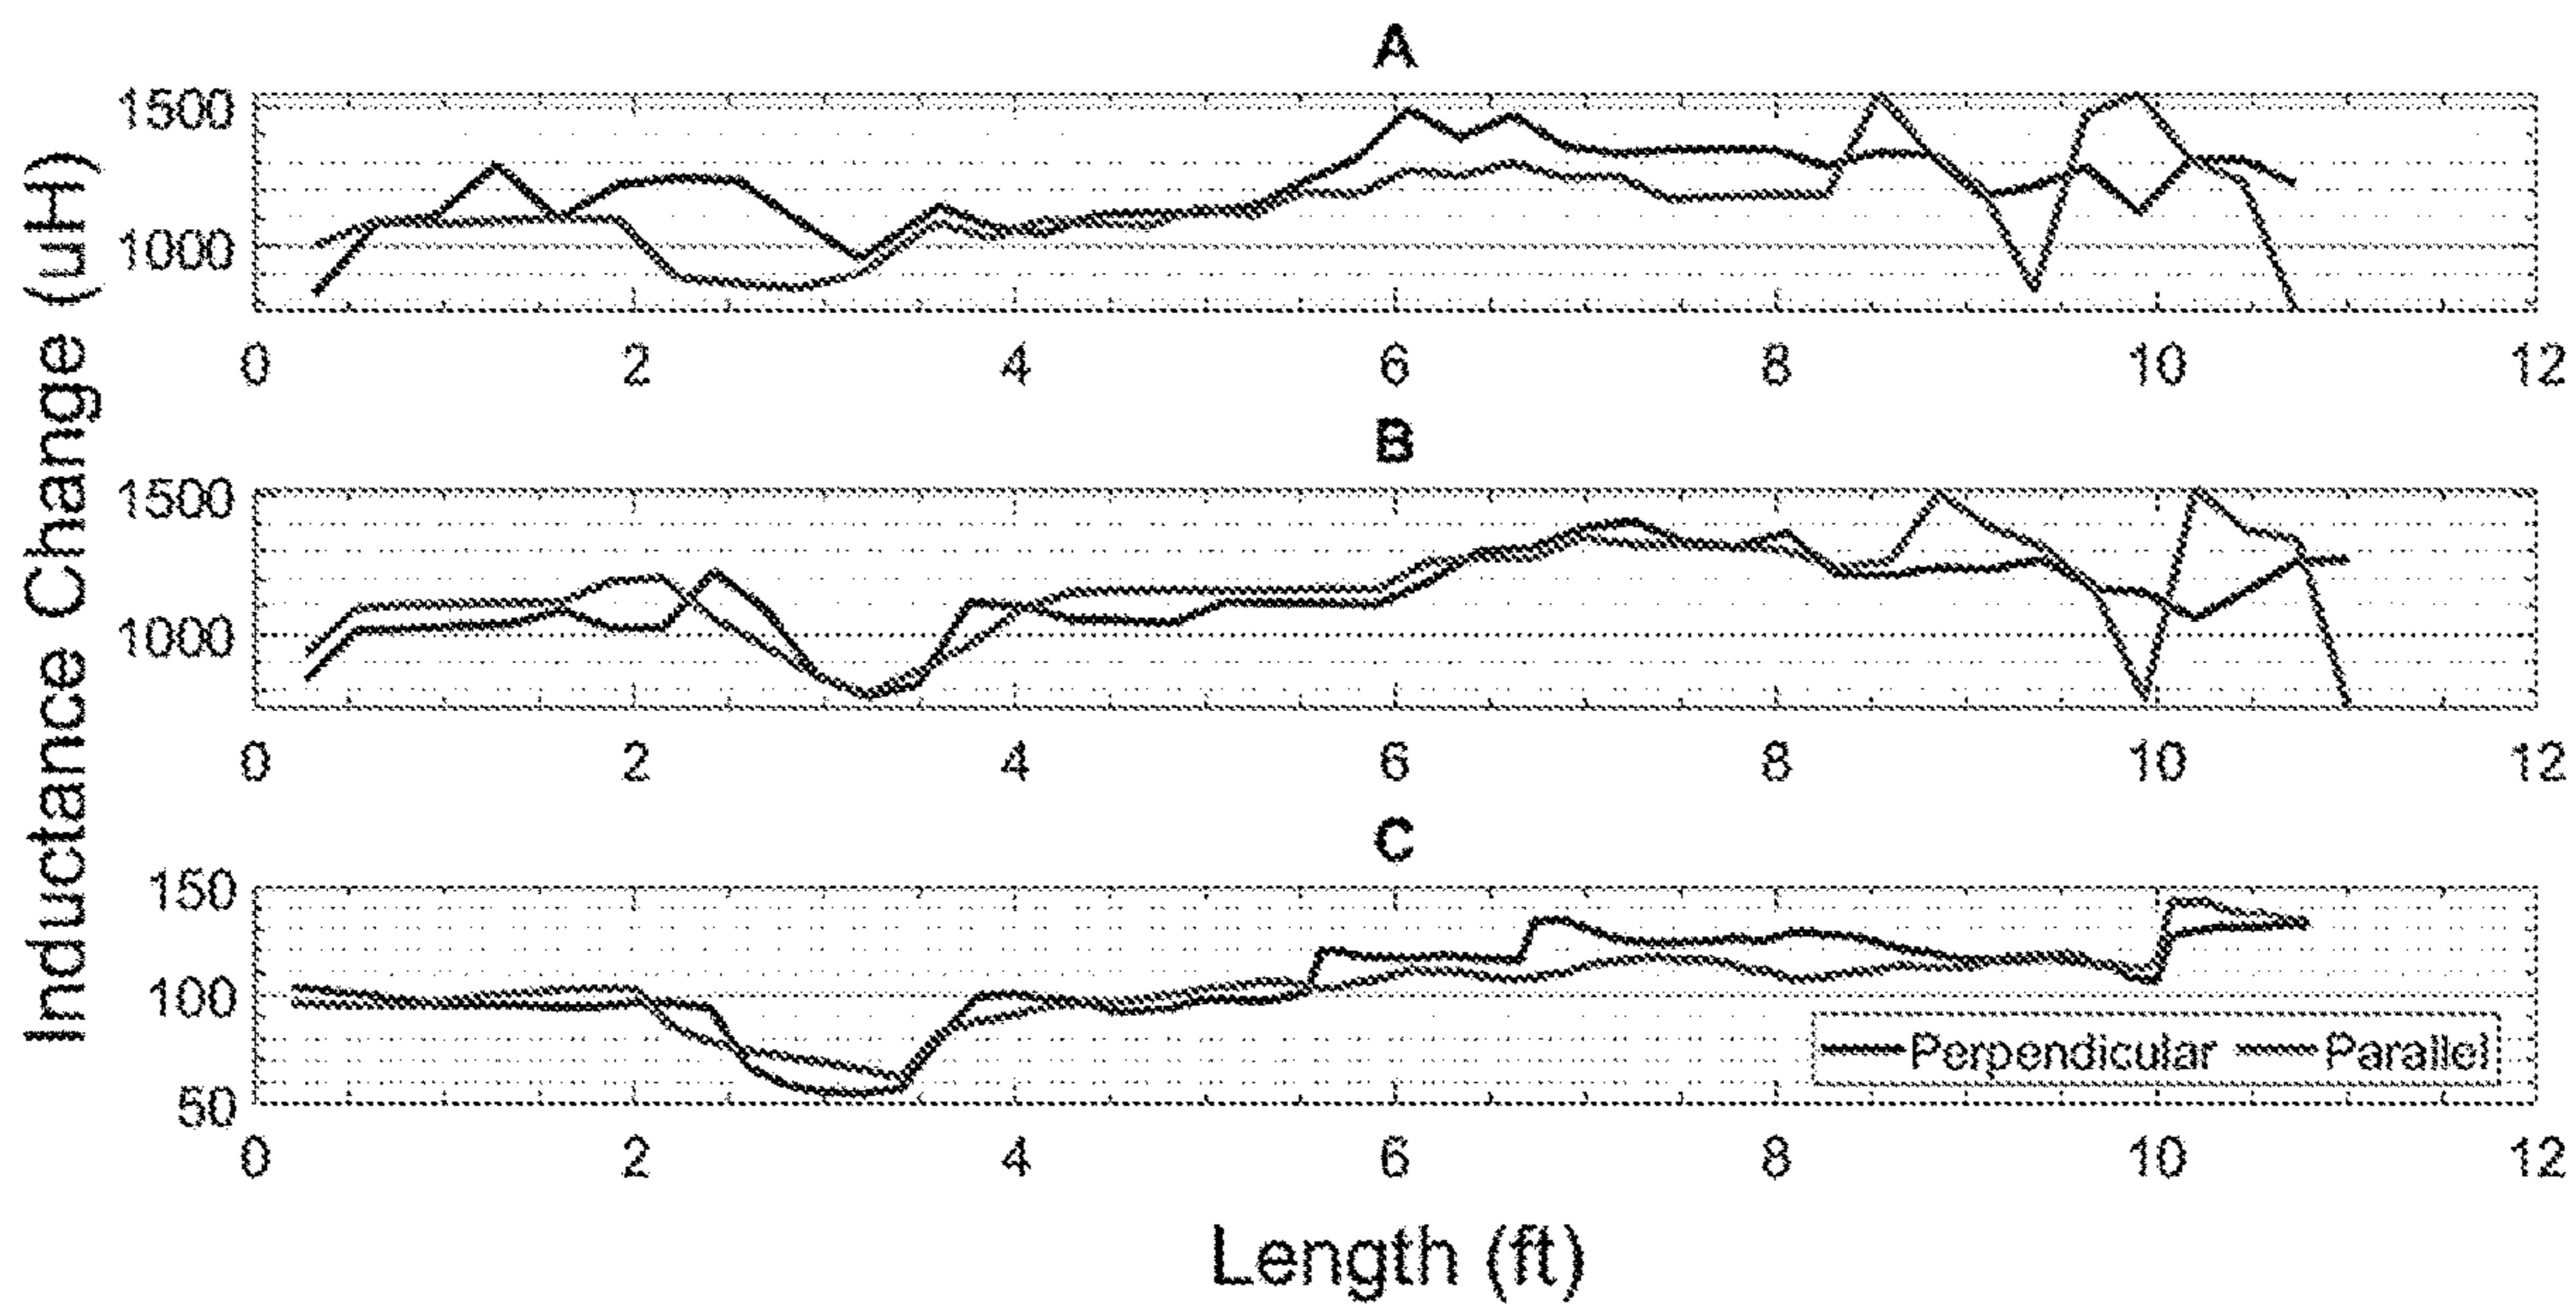 A
1500
1000
0 2 4 6 8 10 12
B
1500
1000
0 2 4 6 8 10 12
C
150
100
50
0 2 4 6 8 10 12
Perpendicular Parallel
Length (ft)
Inductance Change (uH)